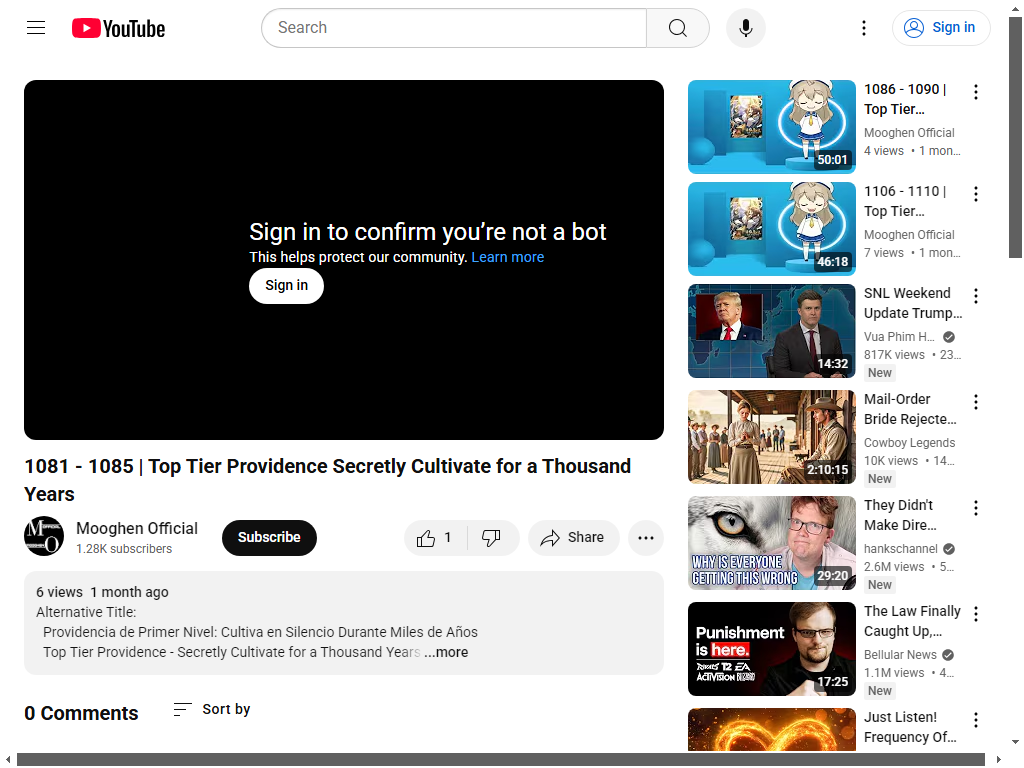 YouTube
Search
Sign in
Sign in to confirm you’re not a bot
This helps protect our community. Learn more
Sign in
1081 - 1085 | Top Tier Providence Secretly Cultivate for a Thousand
Years
Mooghen Official
1.28K subscribers
Subscribe
1
Share
6 views 1 month ago
Alternative Title:
Providencia de Primer Nivel: Cultiva en Silencio Durante Miles de Años
Top Tier Providence - Secretly Cultivate for a Thousand Years ...more
0 Comments
Sort by
50:01
1086 - 1090 |
Top Tier…
Mooghen Official
4 views • 1 mon…
46:18
1106 - 1110 |
Top Tier…
Mooghen Official
7 views • 1 mon…
14:32
SNL Weekend
Update Trump…
Vua Phim H…
817K views • 23…
New
2:10:15
Mail-Order
Bride Rejecte…
Cowboy Legends
10K views • 14…
New
WHY IS EVERYONE
GETTING THIS WRONG
29:20
They Didn't
Make Dire…
hankschannel
2.6M views • 5…
New
Punishment
is here.
T2 EA
ACTIVISION
17:25
The Law Finally
Caught Up,…
Bellular News
1.1M views • 4…
New
Just Listen!
Frequency Of…